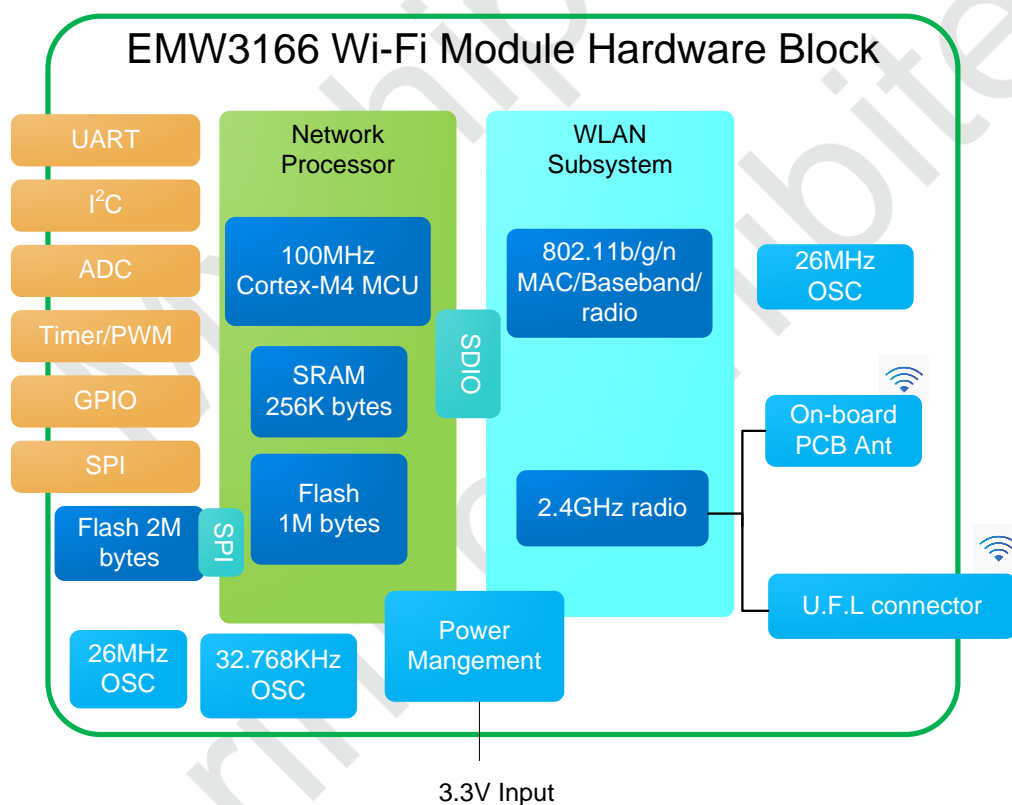 EMW3166 Wi-Fi Module Hardware Block
UART
I²C
ADC
Timer/PWM
GPIO
SPI
Flash 2M
bytes
SPI
Network
Processor
100MHz
Cortex-M4 MCU
SRAM
256K bytes
Flash
1M bytes
SDIO
WLAN
Subsystem
802.11b/g/n
MAC/Baseband/
radio
2.4GHz radio
26MHz
OSC
On-board
PCB Ant
U.F.L connector
26MHz
OSC
32.768KHz
OSC
Power
Mangement
3.3V Input